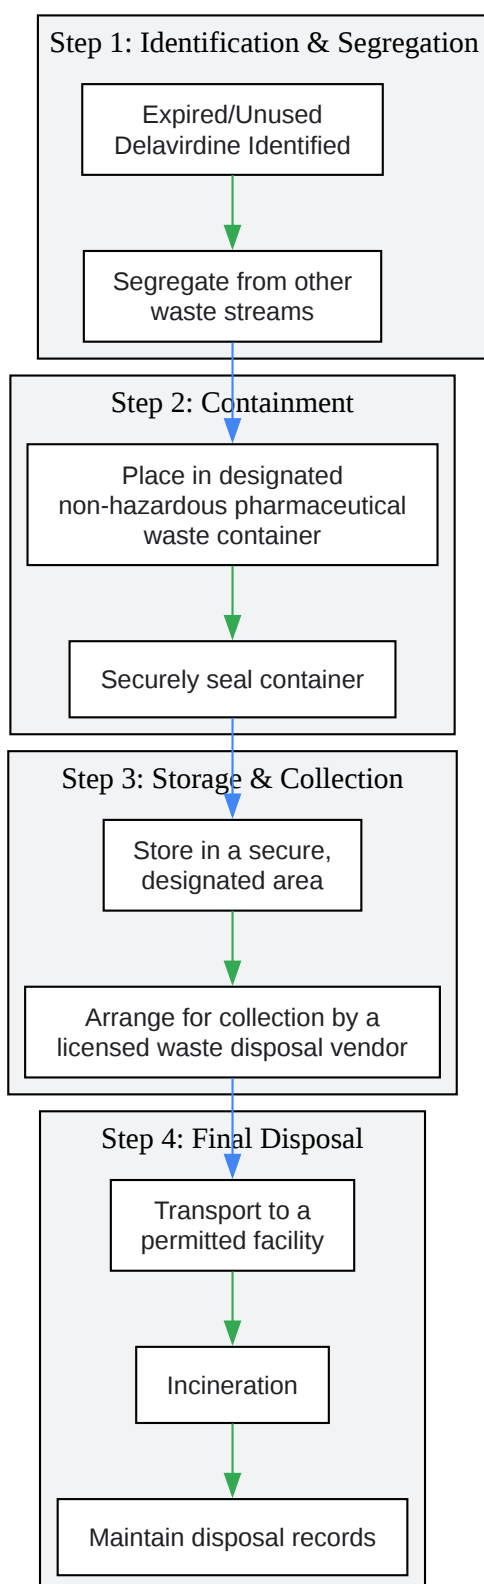 Step 1: Identification & Segregation
Expired/Unused
Delavirdine Identified
Segregate from other
waste streams
Step 2: Containment
Place in designated
non-hazardous pharmaceutical
waste container
Securely seal container
Step 3: Storage & Collection
Store in a secure,
designated area
Arrange for collection by a
licensed waste disposal vendor
Step 4: Final Disposal
Transport to a
permitted facility
Incineration
Maintain disposal records